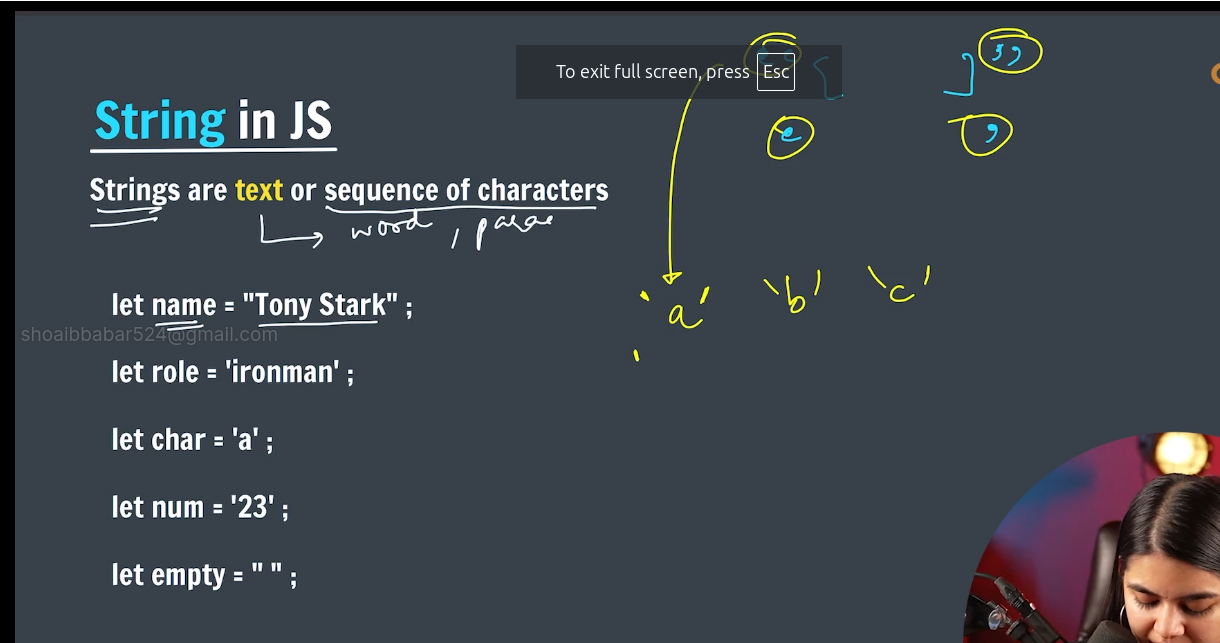 To exit full screen, press Esc
String in JS
Strings are text or sequence of characters
word, para
let name = "Tony Stark" ;
'a' 'b' 'c'
shoaibbabar524@gmail.com
let role = 'ironman' ;
let char = 'a' ;
let num = '23' ;
let empty = " " ;